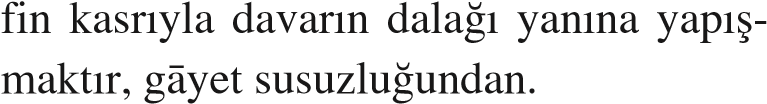 fin kasrıyla davarın dalağı yanına yapış-
maktır, gāyet susuzluğundan.